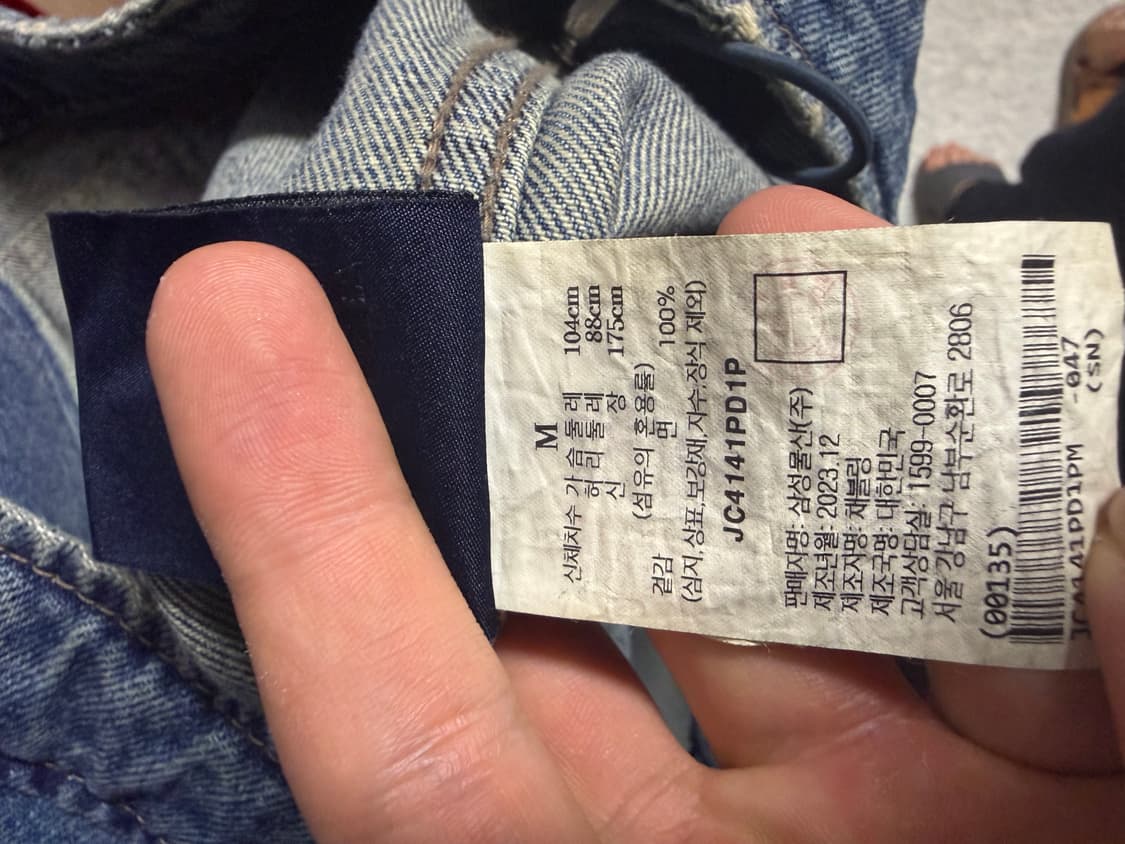 M
신체치수 가슴둘레 104cm
허리둘레 88cm
신 장 175cm
(섬유의 혼용률)
겉감 면 100%
(심지,상표,보강재,자수,장식 제외)
JC4141PD1P
판매자명: 삼성물산(주)
제조년월: 2023.12
제조자명: 채블링
제조국명: 대한민국
고객상담실: 1599-0007
서울 강남구 남부순환로 2806
(00135)
JC4141PD1PM -047
(SN)